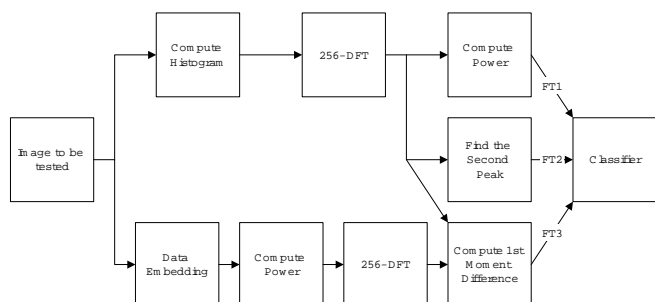 Compute
Histogram
256-DFT
Compute
Power
FT1
Image to be
tested
Find the
Second
Peak
FT2
Classifier
Data
Embedding
Compute
Power
256-DFT
Compute 1st
Moment
Difference
FT3